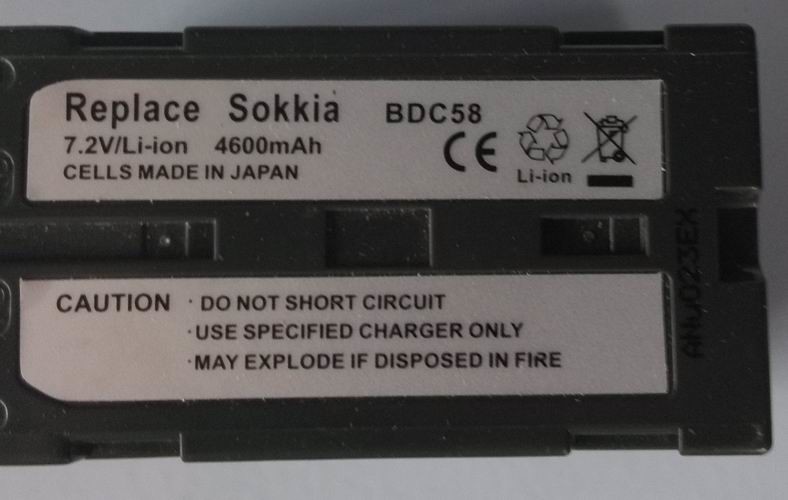 Replace Sokkia BDC58
7.2V/Li-ion 4600mAh
CELLS MADE IN JAPAN
CE
Li-ion
CAUTION · DO NOT SHORT CIRCUIT
·USE SPECIFIED CHARGER ONLY
·MAY EXPLODE IF DISPOSED IN FIRE